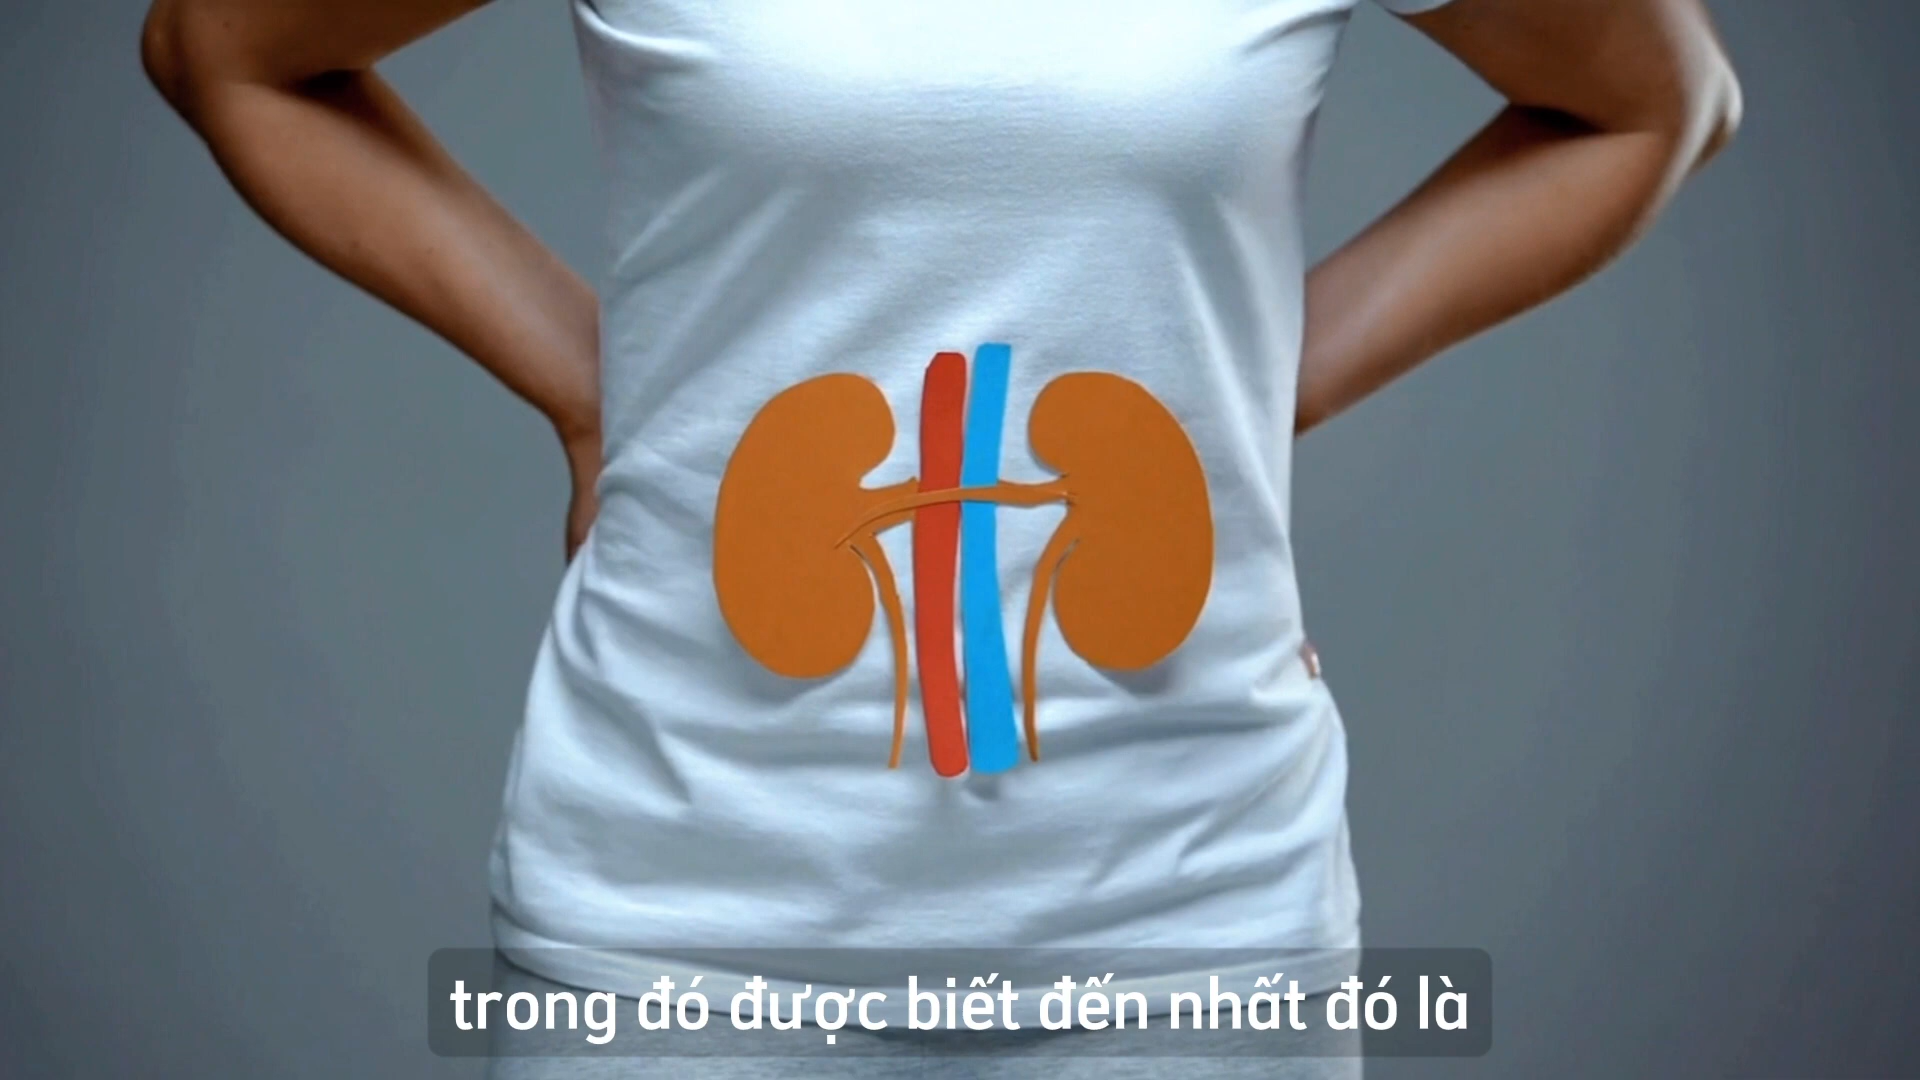 trong đó được biết đến nhất đó là